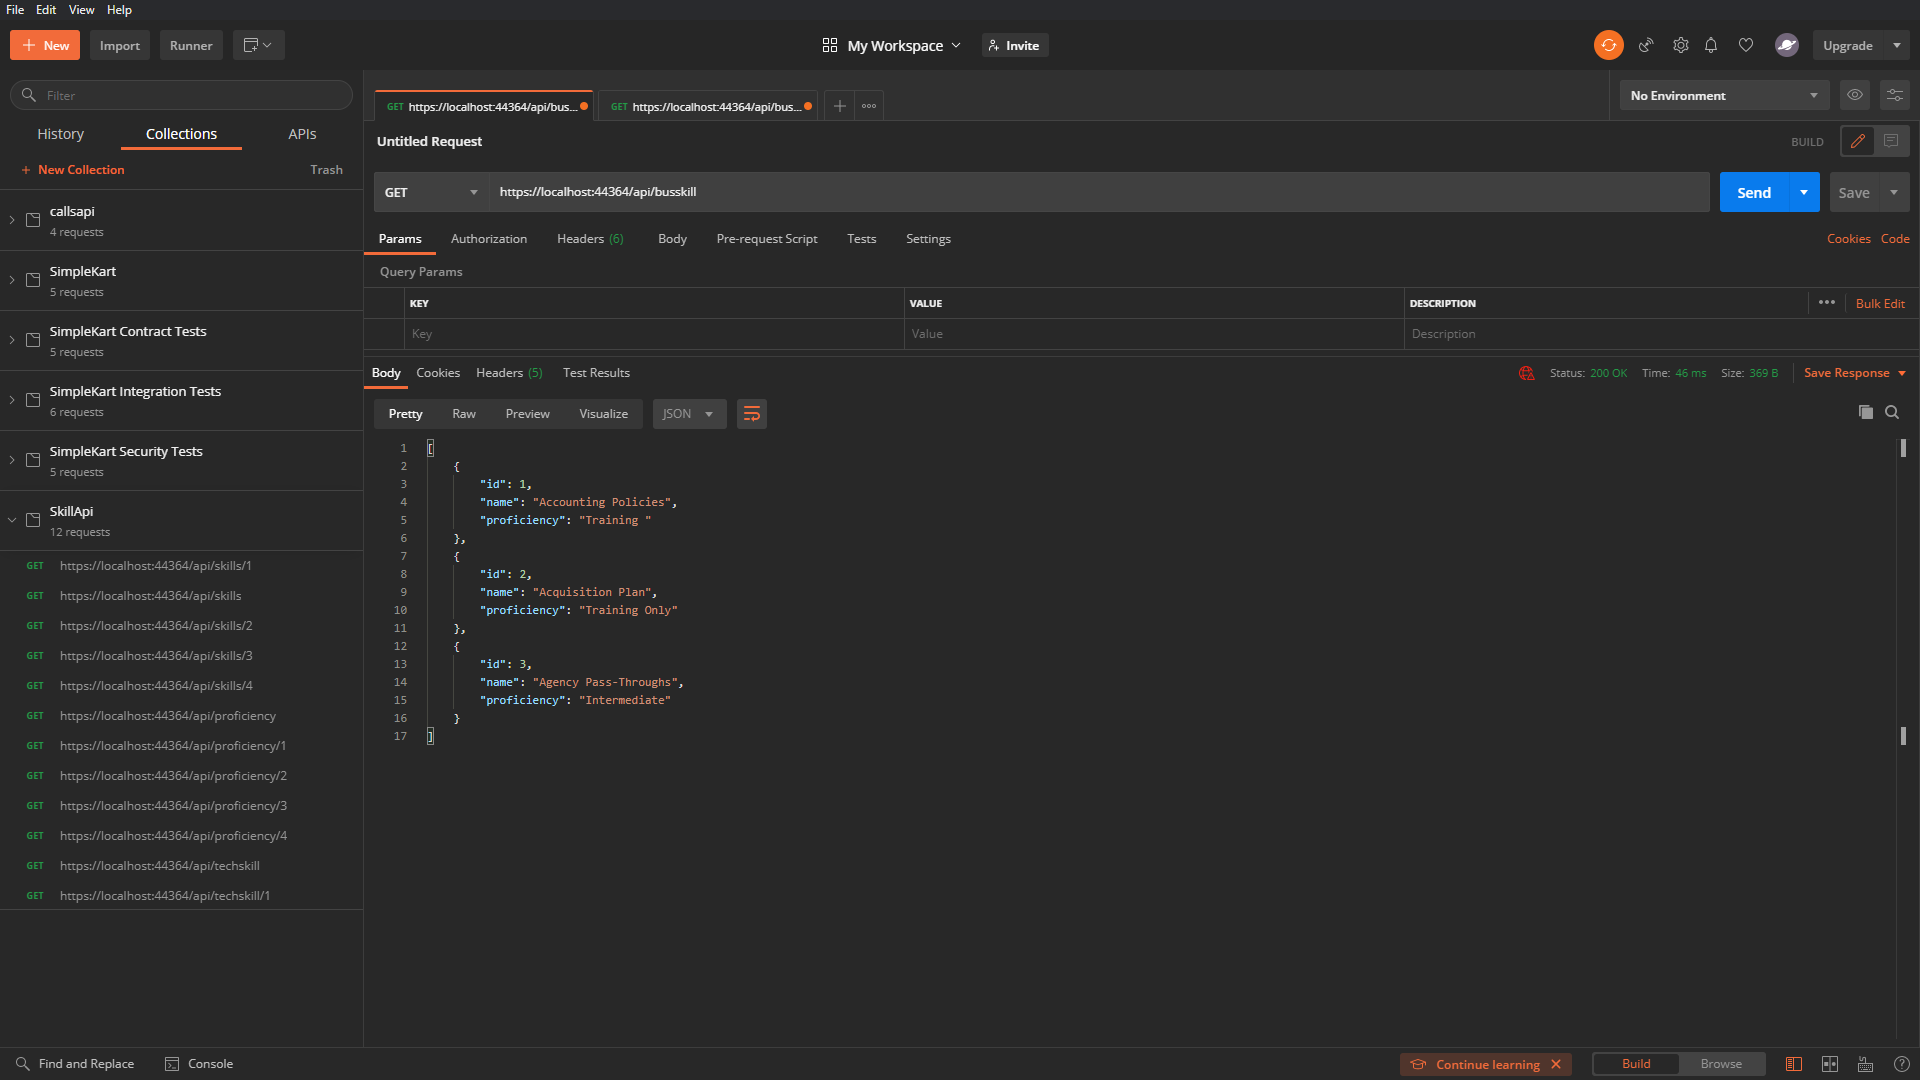 File Edit View Help
New Import Runner
My Workspace Invite Upgrade
Filter
History Collections APIs
+ New Collection Trash
callsapi
4 requests
SimpleKart
5 requests
SimpleKart Contract Tests
5 requests
SimpleKart Integration Tests
6 requests
SimpleKart Security Tests
5 requests
SkillApi
12 requests
GET https://localhost:44364/api/skills/1
GET https://localhost:44364/api/skills
GET https://localhost:44364/api/skills/2
GET https://localhost:44364/api/skills/3
GET https://localhost:44364/api/skills/4
GET https://localhost:44364/api/proficiency
GET https://localhost:44364/api/proficiency/1
GET https://localhost:44364/api/proficiency/2
GET https://localhost:44364/api/proficiency/3
GET https://localhost:44364/api/proficiency/4
GET https://localhost:44364/api/techskill
GET https://localhost:44364/api/techskill/1
GET https://localhost:44364/api/bus... GET https://localhost:44364/api/bus... No Environment
Untitled Request BUILD
GET https://localhost:44364/api/busskill Send Save
Params Authorization Headers (6) Body Pre-request Script Tests Settings Cookies Code
Query Params
KEY VALUE DESCRIPTION ••• Bulk Edit
Key Value Description
Body Cookies Headers (5) Test Results Status: 200 OK Time: 46 ms Size: 369 B Save Response
Pretty Raw Preview Visualize JSON
1 [
2 {
3 "id": 1,
4 "name": "Accounting Policies",
5 "proficiency": "Training "
6 },
7 {
8 "id": 2,
9 "name": "Acquisition Plan",
10 "proficiency": "Training Only"
11 },
12 {
13 "id": 3,
14 "name": "Agency Pass-Throughs",
15 "proficiency": "Intermediate"
16 }
17 ]
Find and Replace Console Continue learning Build Browse